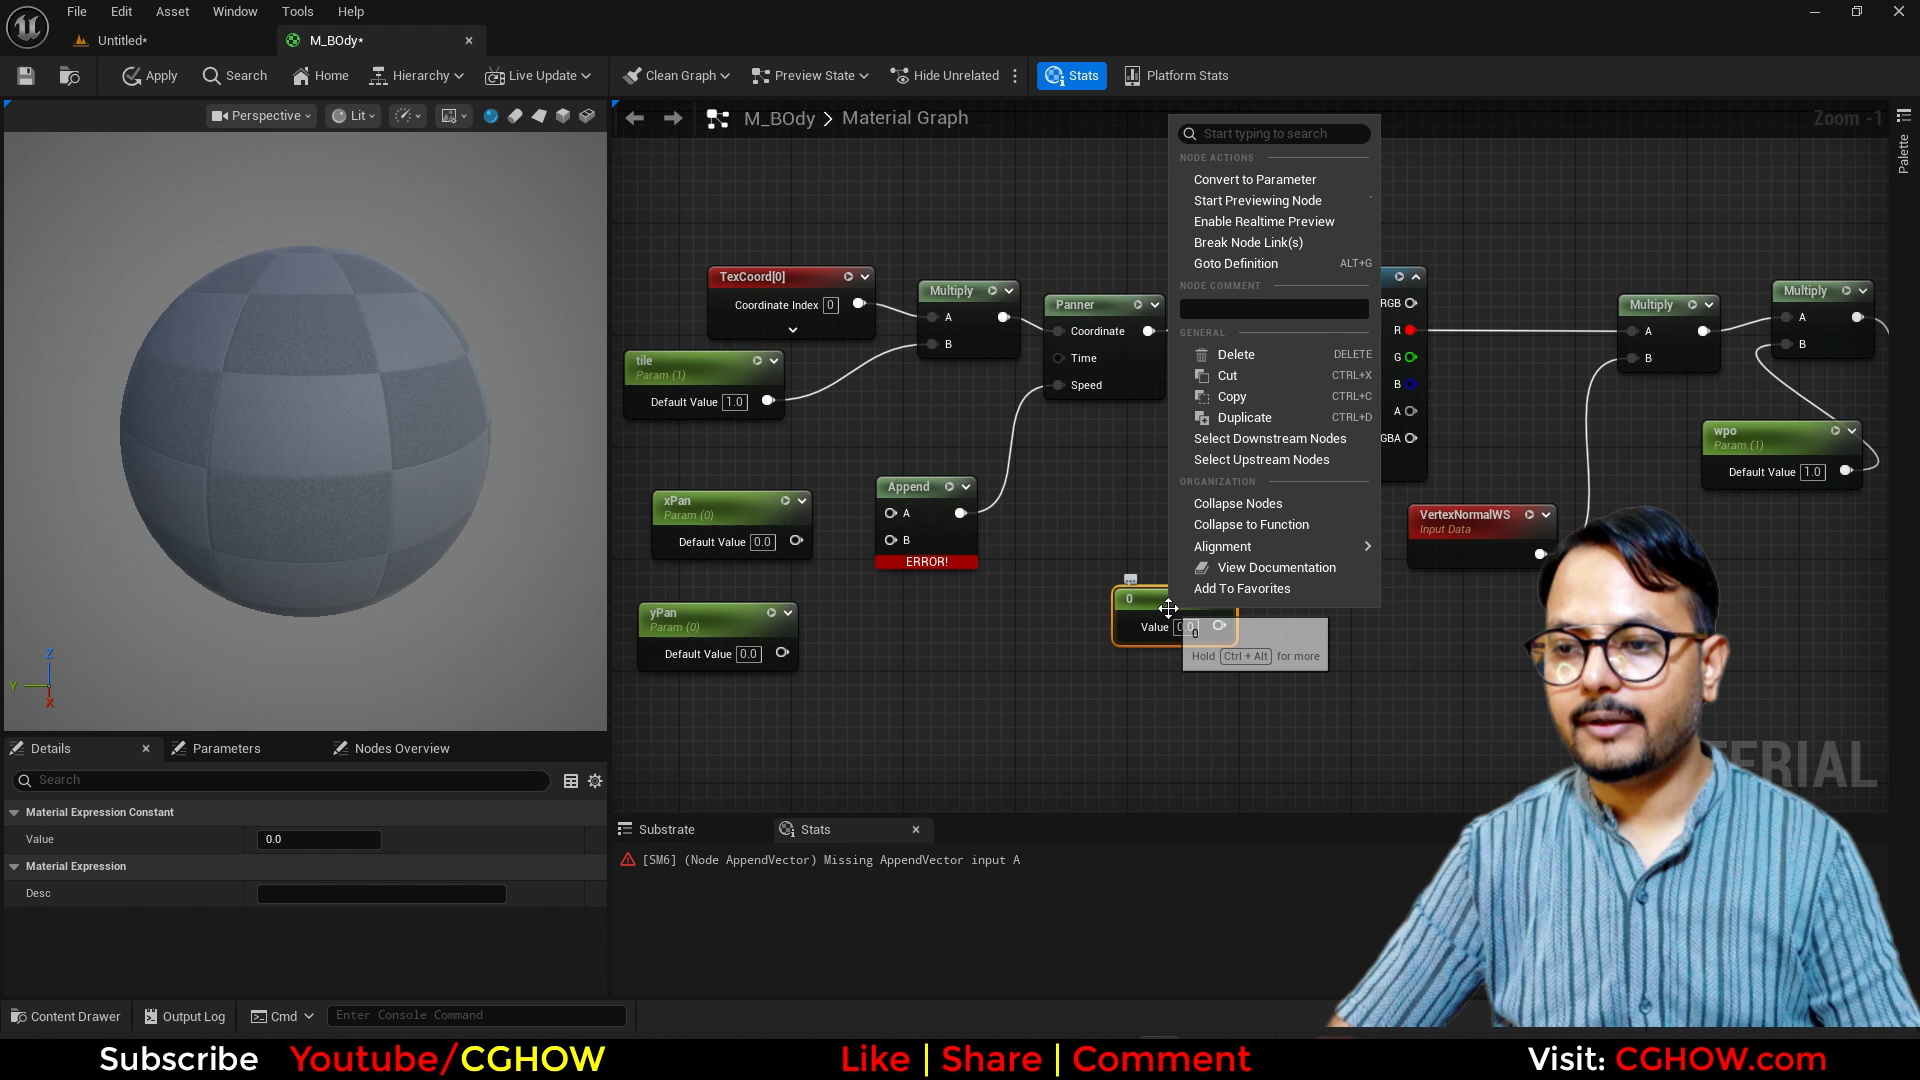 File Edit Asset Window Tools Help
Untitled*
M_BOdy*
Apply Search Home Hierarchy Live Update Clean Graph Preview State Hide Unrelated Stats Platform Stats
Perspective Lit
M_BOdy > Material Graph
Zoom -1
Palette
Start typing to search
NODE ACTIONS
Convert to Parameter
Start Previewing Node
Enable Realtime Preview
Break Node Link(s)
Goto Definition ALT+G
NODE COMMENT
GENERAL
Delete DELETE
Cut CTRL+X
Copy CTRL+C
Duplicate CTRL+D
Select Downstream Nodes
Select Upstream Nodes
ORGANIZATION
Collapse Nodes
Collapse to Function
Alignment
View Documentation
Add To Favorites
TexCoord[0]
Coordinate Index 0
tile
Param (1)
Default Value 1.0
Multiply
A
B
Panner
Coordinate
Time
Speed
xPan
Param (0)
Default Value 0.0
Append
A
B
ERROR!
yPan
Param (0)
Default Value 0.0
0
Value 0.0
0
Hold Ctrl + Alt for more
RGB
R
G
B
A
GBA
Multiply
A
B
Multiply
A
B
wpo
Param (1)
Default Value 1.0
VertexNormalWS
Input Data
TERIAL
Z
Y
X
Details Parameters Nodes Overview
Search
Material Expression Constant
Value 0.0
Material Expression
Desc
Substrate Stats
[SM6] (Node AppendVector) Missing AppendVector input A
Content Drawer Output Log Cmd Enter Console Command
Subscribe Youtube/CGHOW Like | Share | Comment Visit: CGHOW.com